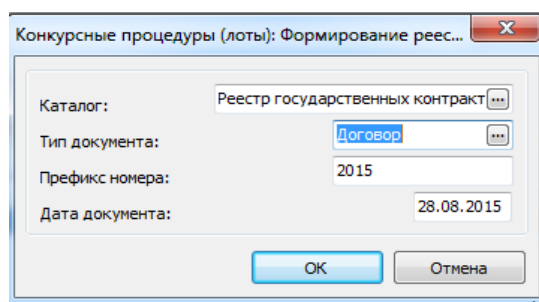 Конкурсные процедуры (лоты): Формирование реес...
Каталог: Реестр государственных контракт ...
Тип документа: Договор ...
Префикс номера: 2015
Дата документа: 28.08.2015
ОК Отмена